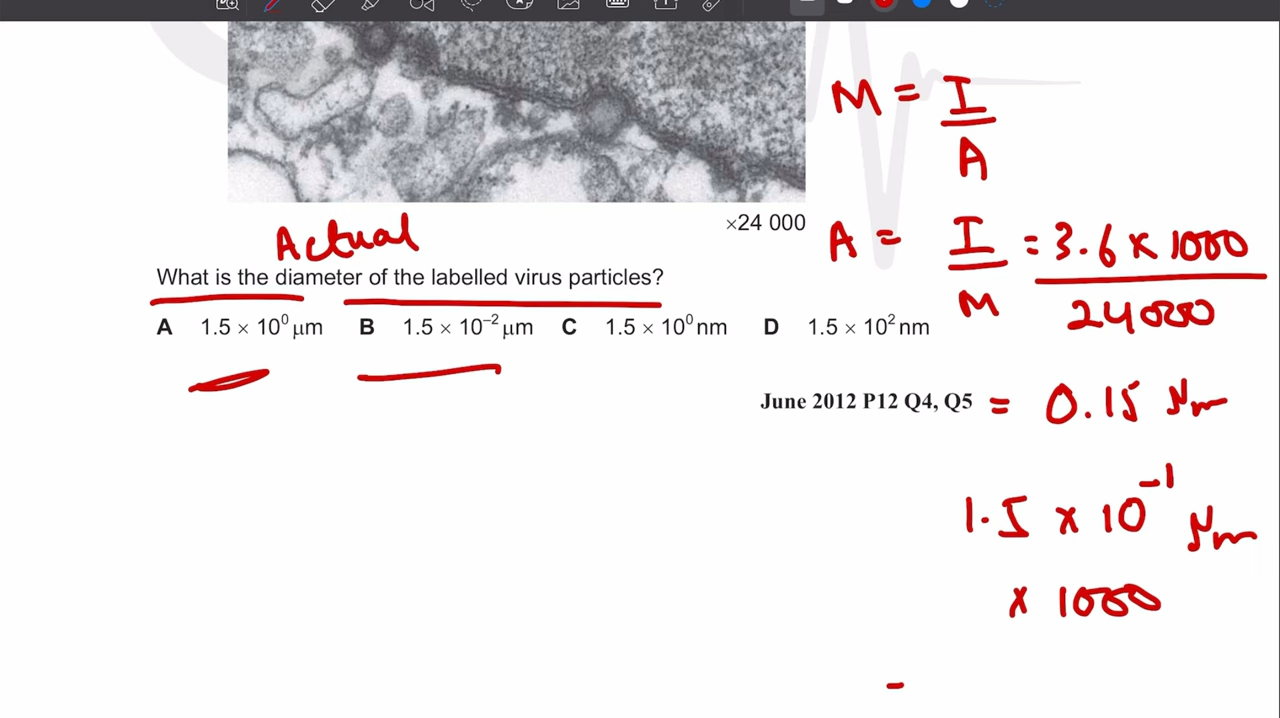 M = I / A
×24 000
Actual
A = I / M = 3.6 × 1000 / 24000
What is the diameter of the labelled virus particles?
A 1.5 × 10⁰ μm B 1.5 × 10⁻² μm C 1.5 × 10⁰ nm D 1.5 × 10² nm
June 2012 P12 Q4, Q5 = 0.15 μm
1.5 × 10⁻¹ μm
× 1000